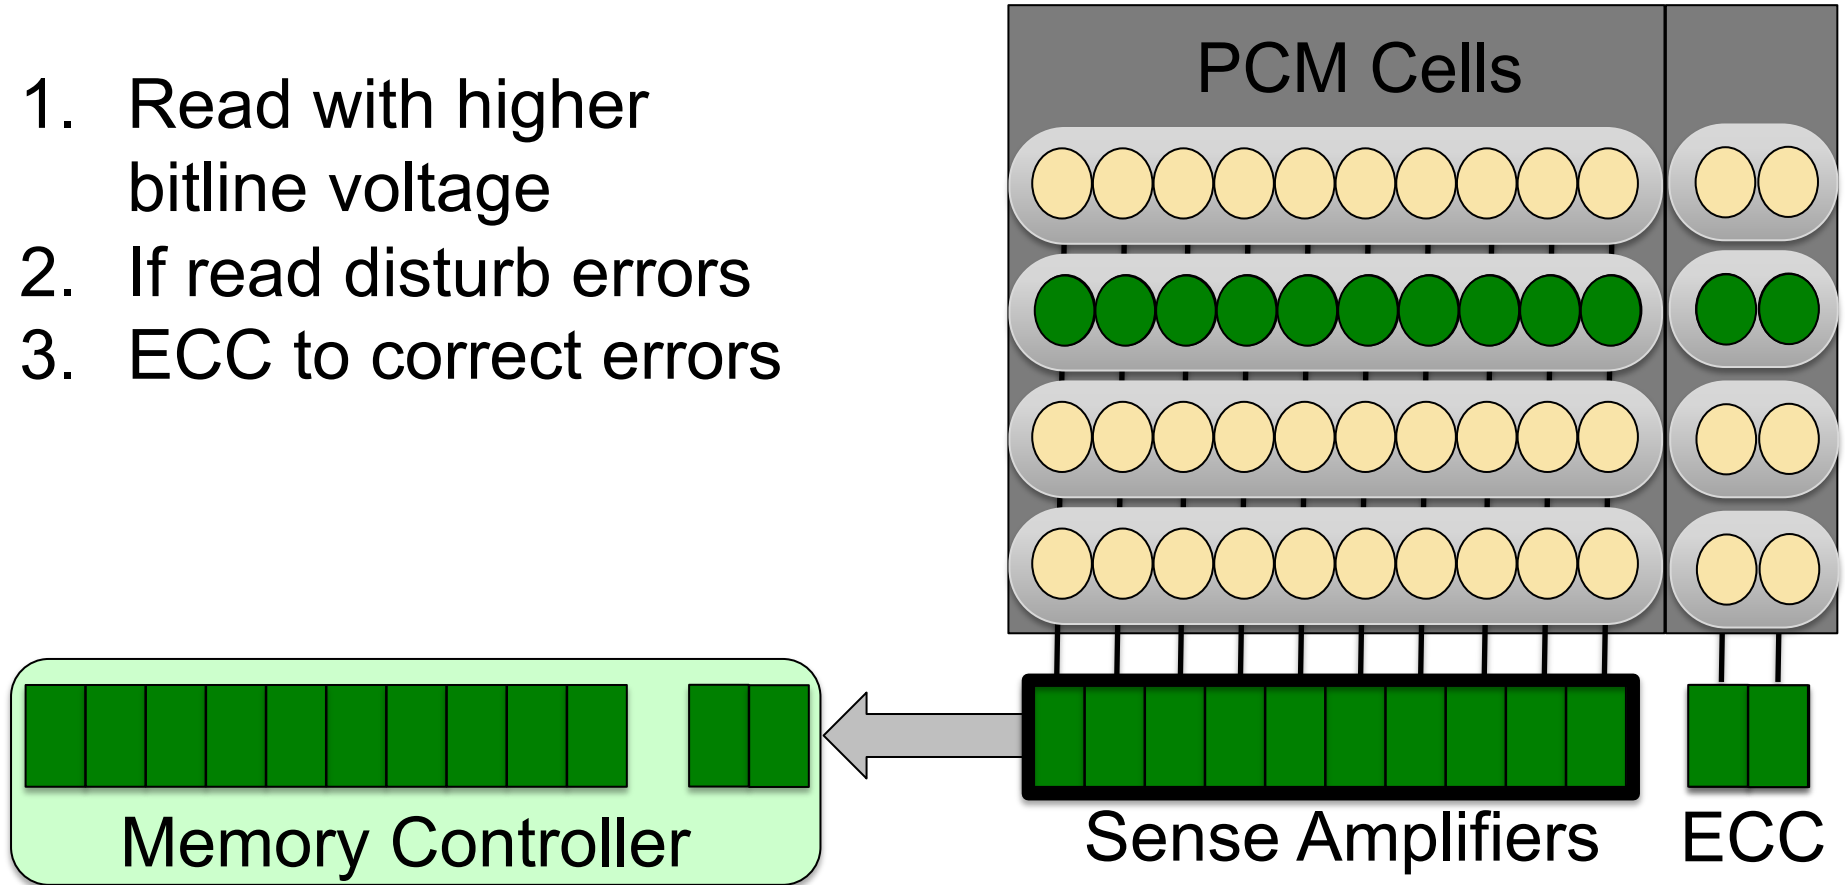 1. Read with higher
bitline voltage
2. If read disturb errors
3. ECC to correct errors
PCM Cells
Memory Controller
Sense Amplifiers
ECC